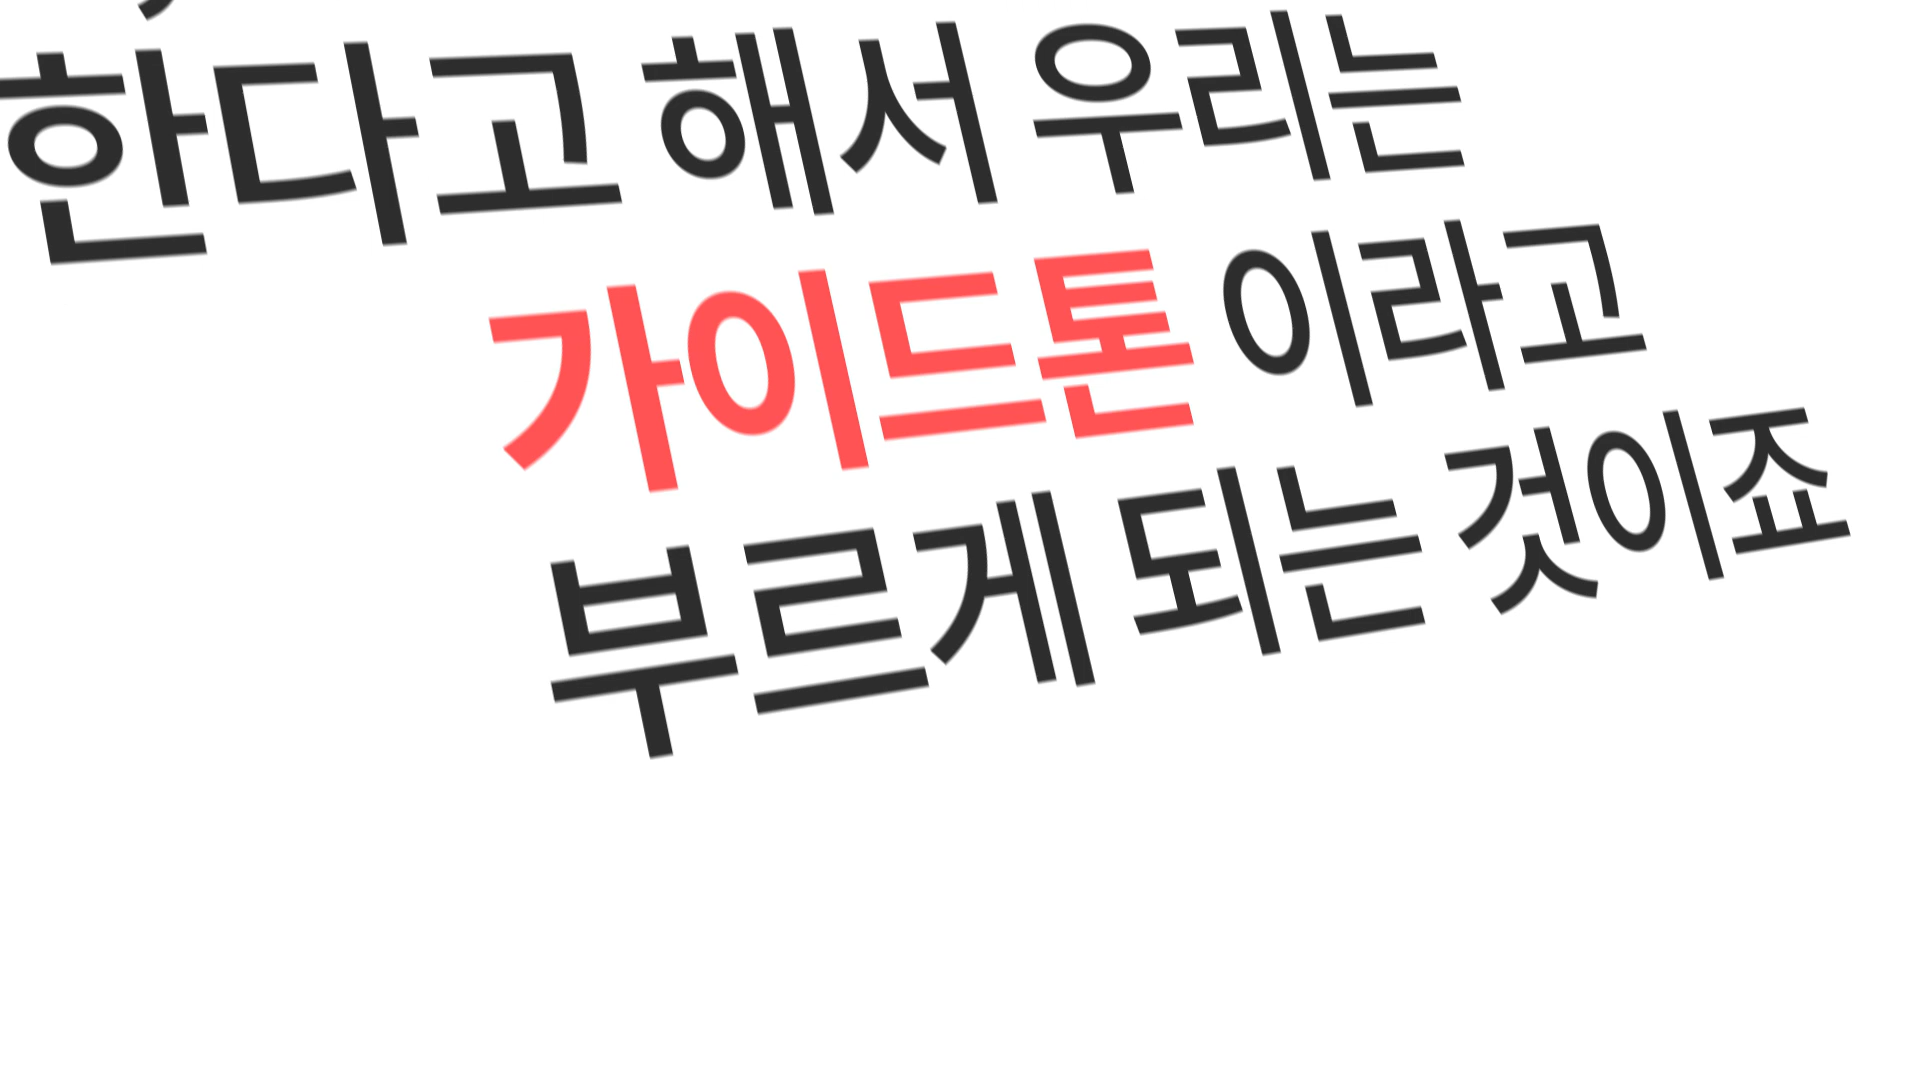 한다고 해서 우리는
가이드톤 이라고
부르게 되는 것이죠